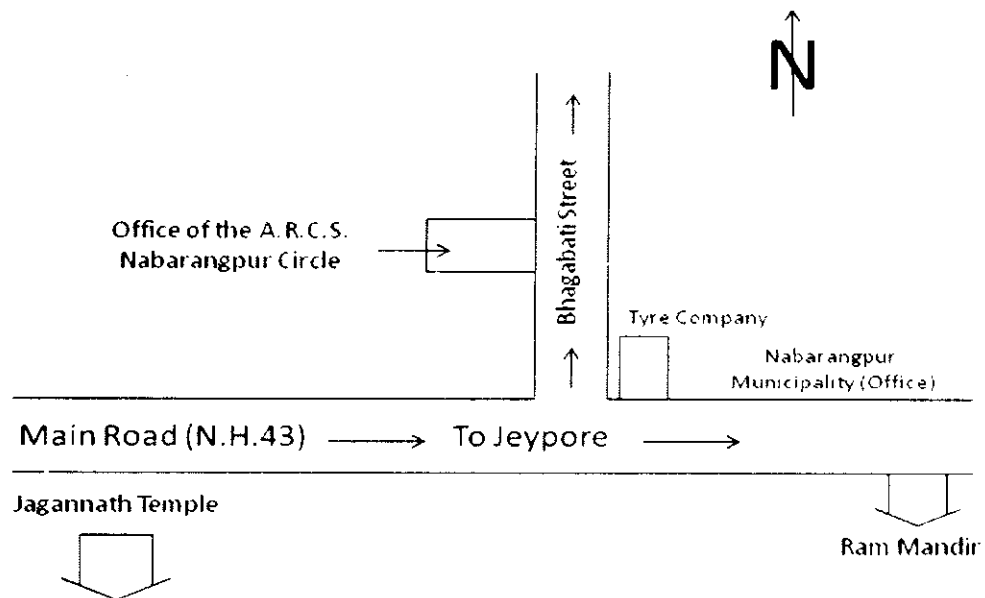 N
Office of the A.R.C.S.
Nabarangpur Circle
Bhagabati Street
Tyre Company
Nabarangpur
Municipality (Office)
Main Road (N.H.43)
To Jeypore
Jagannath Temple
Ram Mandir